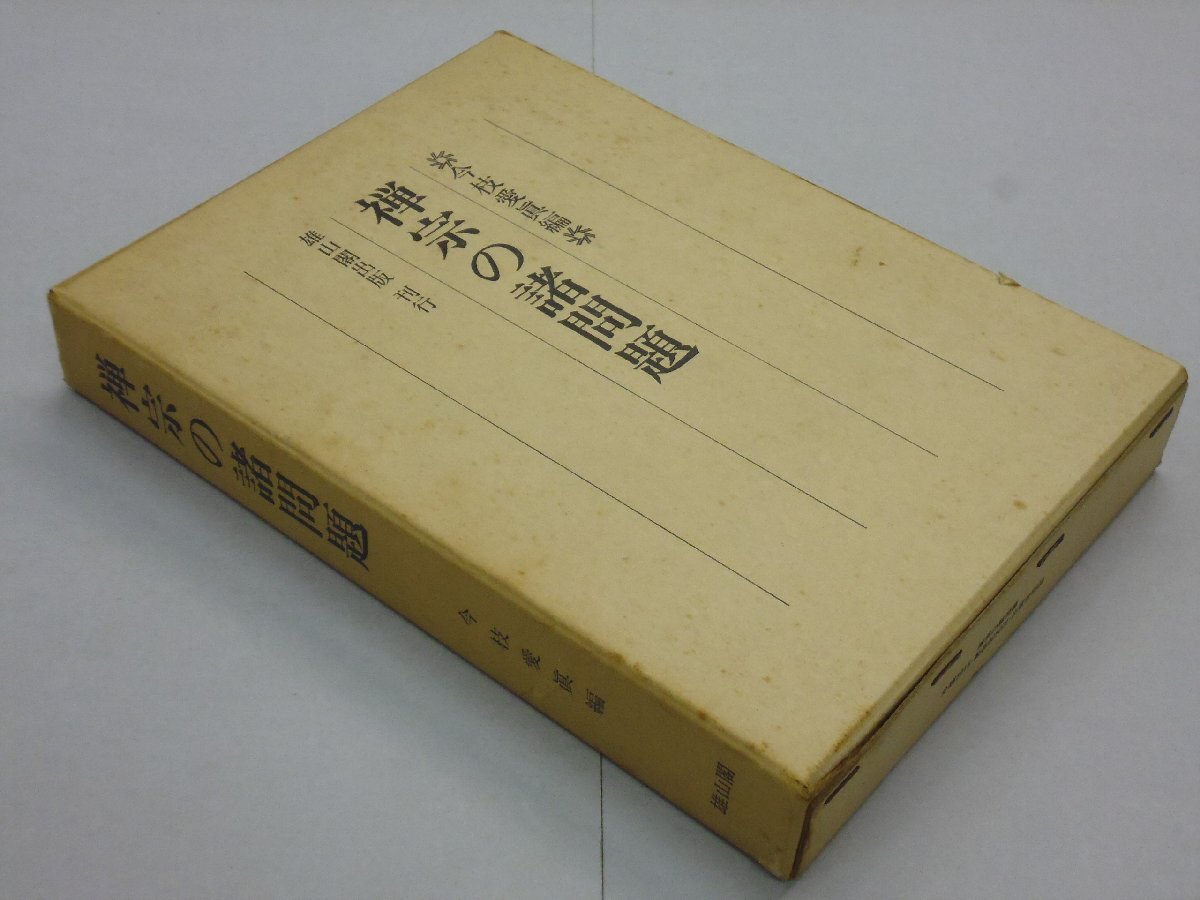 今枝愛眞編
禅宗の諸問題
雄山閣出版 刊行
禅宗の諸問題
今枝愛眞編
雄山閣